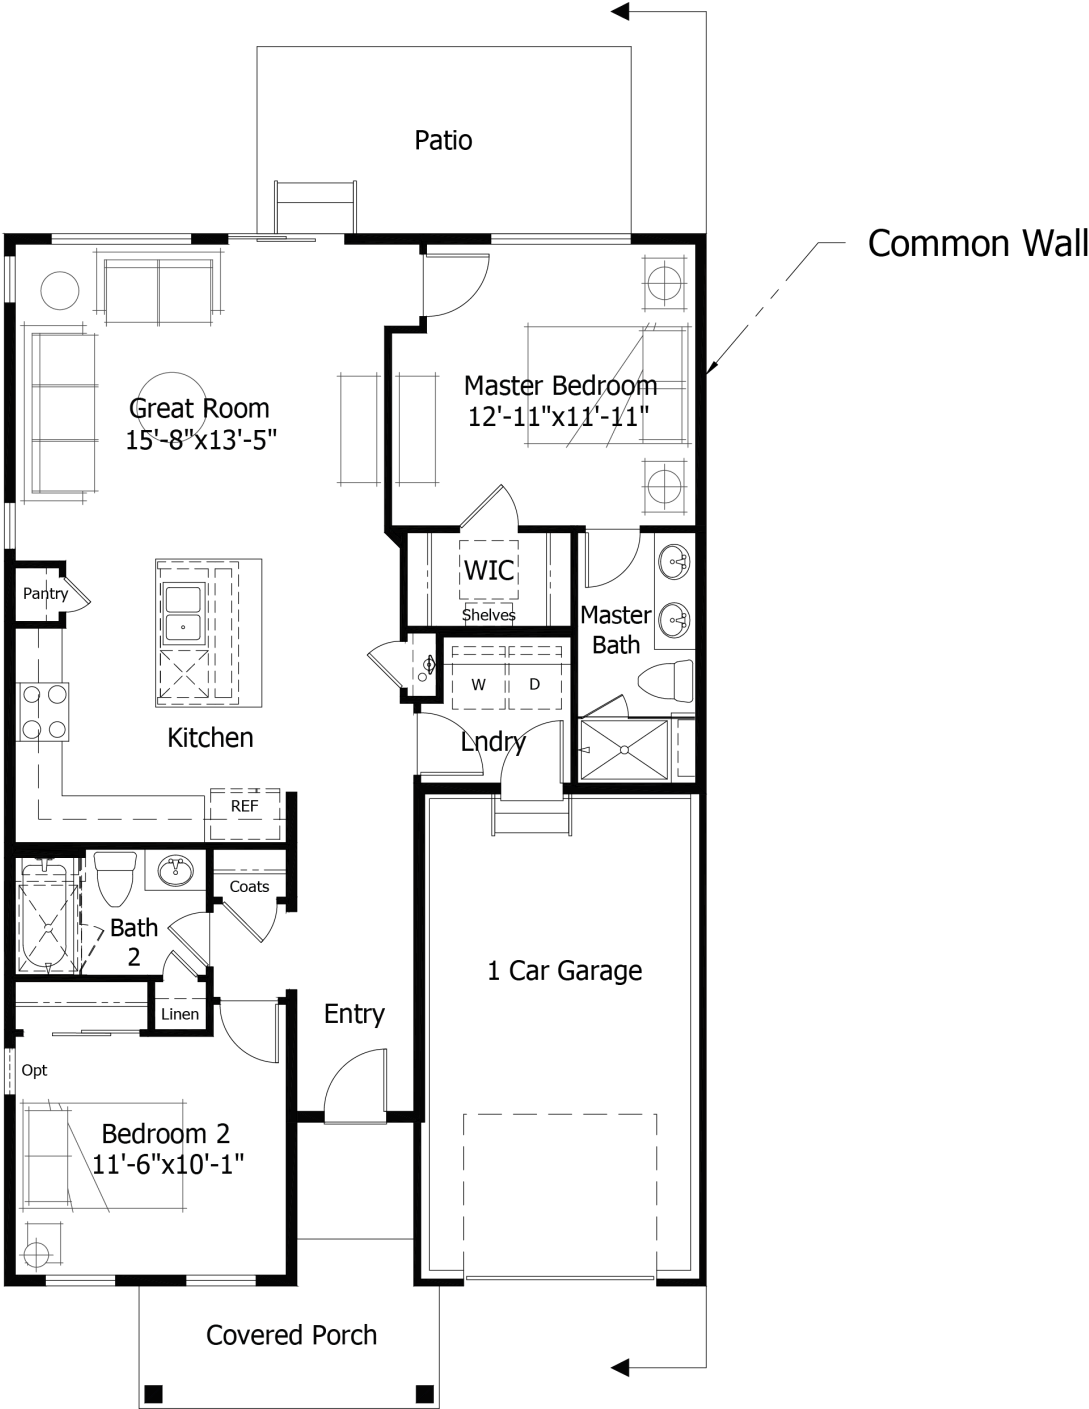 Patio
Common Wall
Great Room
15'-8"x13'-5"
Master Bedroom
12'-11"x11'-11"
WIC
Shelves
Pantry
Master
Bath
W
D
Kitchen
Lndry
REF
Coats
Bath
2
1 Car Garage
Linen
Entry
Opt
Bedroom 2
11'-6"x10'-1"
Covered Porch